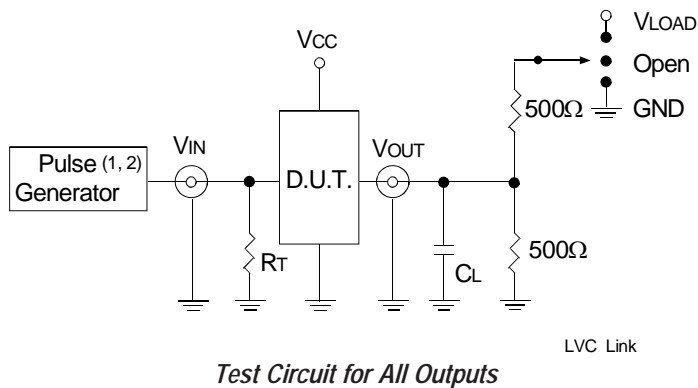 VLOAD
VCC
Open
500Ω
GND
VIN
VOUT
Pulse (1, 2)
Generator
D.U.T.
RT
CL
500Ω
LVC Link
Test Circuit for All Outputs